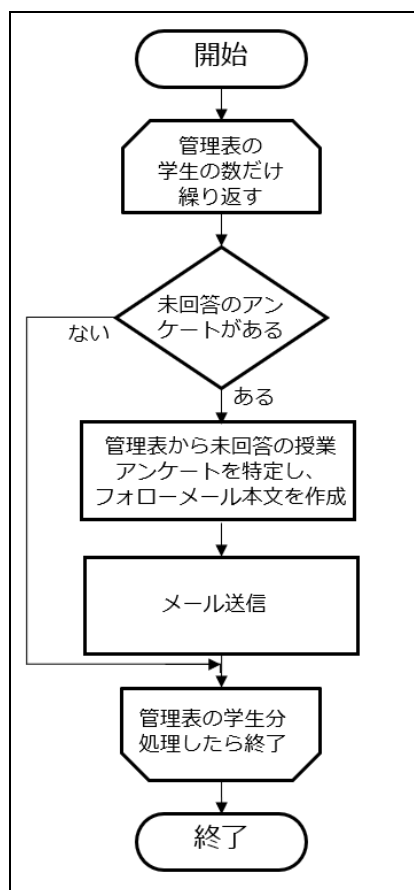 開始
管理表の
学生の数だけ
繰り返す
未回答のアン
ケートがある
ない
ある
管理表から未回答の授業
アンケートを特定し、
フォローメール本文を作成
メール送信
管理表の学生分
処理したら終了
終了